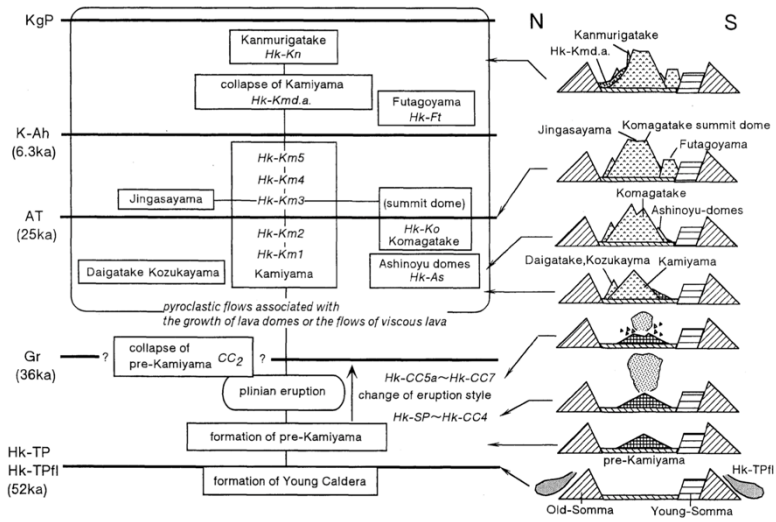 KgP
Kanmurigatake
Hk-Kn
collapse of Kamiyama
Hk-Kmd.a.
Futagoyama
Hk-Ft
K-Ah
(6.3ka)
Hk-Km5
Hk-Km4
Jingasayama
Hk-Km3
(summit dome)
AT
(25ka)
Hk-Km2
Hk-Km1
Kamiyama
Hk-Ko
Komagatake
Daigatake Kozukayama
Ashinoyu domes
Hk-As
pyroclastic flows associated with
the growth of lava domes or the flows of viscous lava
Gr
(36ka)
?
collapse of
pre-Kamiyama CC2
?
plinian eruption
Hk-CC5a~Hk-CC7
change of eruption style
Hk-SP~Hk-CC4
formation of pre-Kamiyama
Hk-TP
Hk-TPfl
(52ka)
formation of Young Caldera
N S
Kanmurigatake
Hk-Kmd.a.
Jingasayama
Komagatake summit dome
Futagoyama
Komagatake
Ashinoyu-domes
Daigatake,Kozukayma
Kamiyama
pre-Kamiyama
Hk-TPfl
Old-Somma
Young-Somma